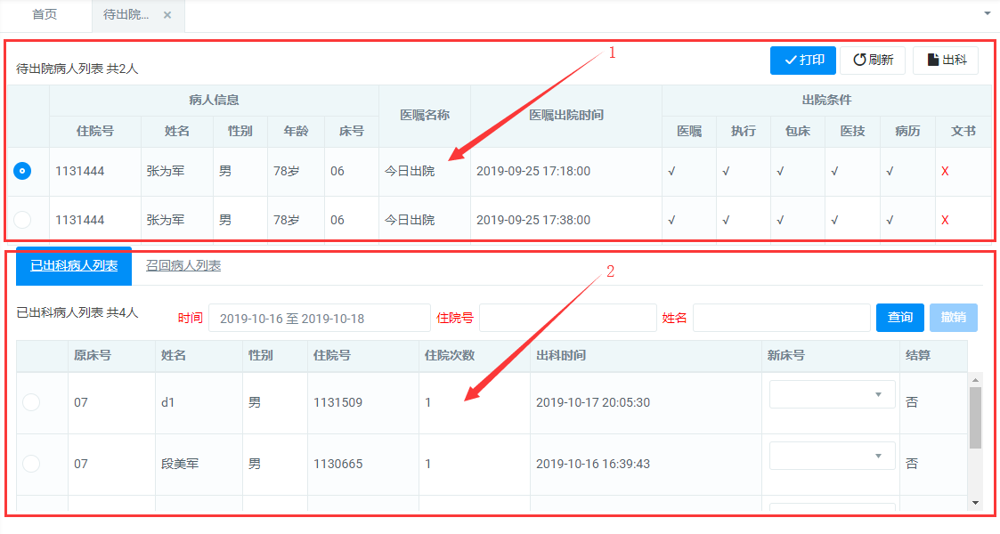 首页 待出院...
1
待出院病人列表 共2人 打印 刷新 出科
病人信息 医嘱名称 医嘱出院时间 出院条件
住院号 姓名 性别 年龄 床号 医嘱 执行 包床 医技 病历 文书
1131444 张为军 男 78岁 06 今日出院 2019-09-25 17:18:00 √ √ √ √ √ X
1131444 张为军 男 78岁 06 今日出院 2019-09-25 17:38:00 √ √ √ √ √ X
已出科病人列表 召回病人列表
2
已出科病人列表 共4人 时间 2019-10-16 至 2019-10-18 住院号 姓名 查询 撤销
原床号 姓名 性别 住院号 住院次数 出科时间 新床号 结算
07 d1 男 1131509 1 2019-10-17 20:05:30 否
07 段美军 男 1130665 1 2019-10-16 16:39:43 否